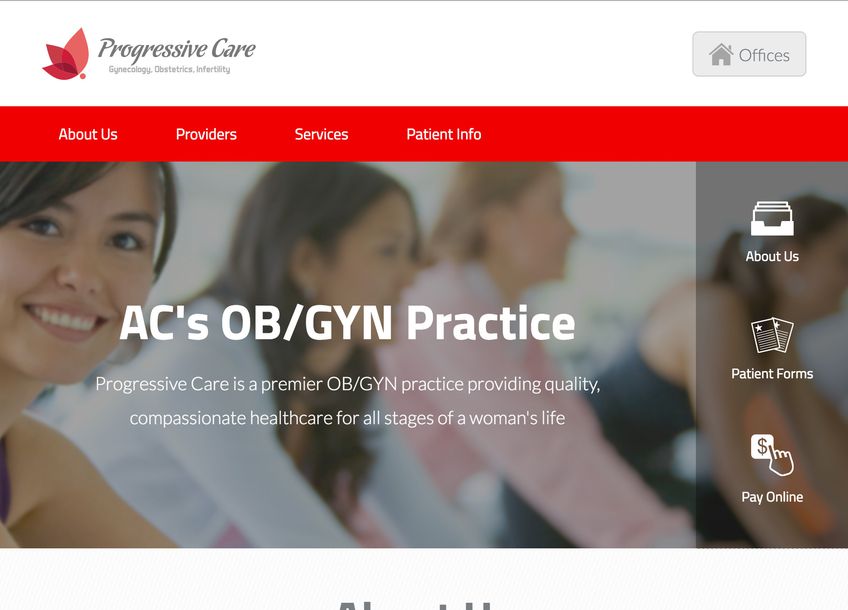 Progressive Care
Gynecology, Obstetrics, Infertility
Offices
About Us
Providers
Services
Patient Info
AC's OB/GYN Practice
Progressive Care is a premier OB/GYN practice providing quality,
compassionate healthcare for all stages of a woman's life
About Us
Patient Forms
$
Pay Online
About Us